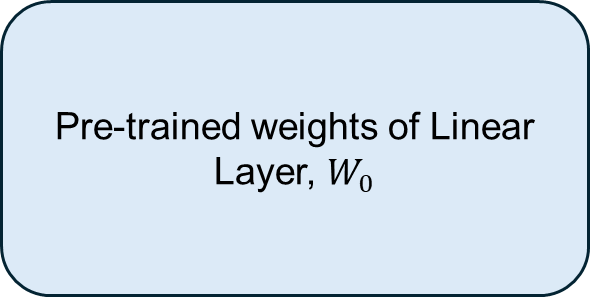 Pre-trained weights of Linear
Layer, W₀